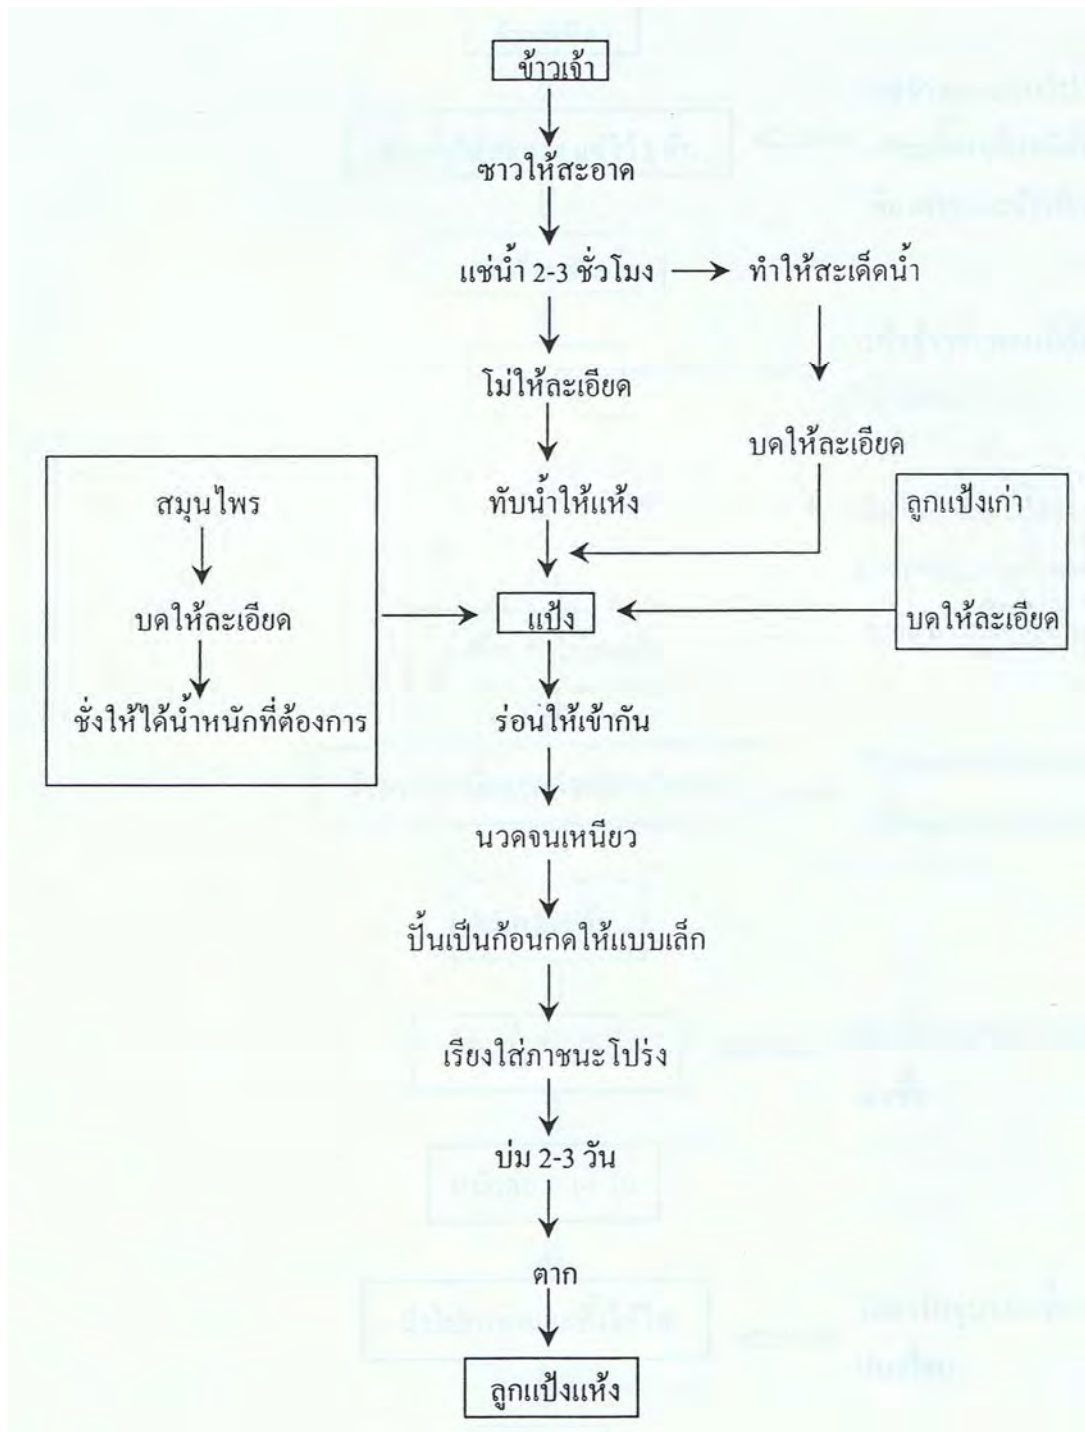 ข้าวเจ้า
ซาวให้สะอาด
แช่น้ำ 2-3 ชั่วโมง
ทำให้สะเด็ดน้ำ
โม่ให้ละเอียด
บดให้ละเอียด
สมุนไพร
ทับน้ำให้แห้ง
ลูกแป้งเก่า
บดให้ละเอียด
แป้ง
บดให้ละเอียด
ชั่งให้ได้น้ำหนักที่ต้องการ
ร่อนให้เข้ากัน
นวดจนเหนียว
ปั้นเป็นก้อนกดให้แบบเล็ก
เรียงใส่ภาชนะโปร่ง
บ่ม 2-3 วัน
ตาก
ลูกแป้งแห้ง